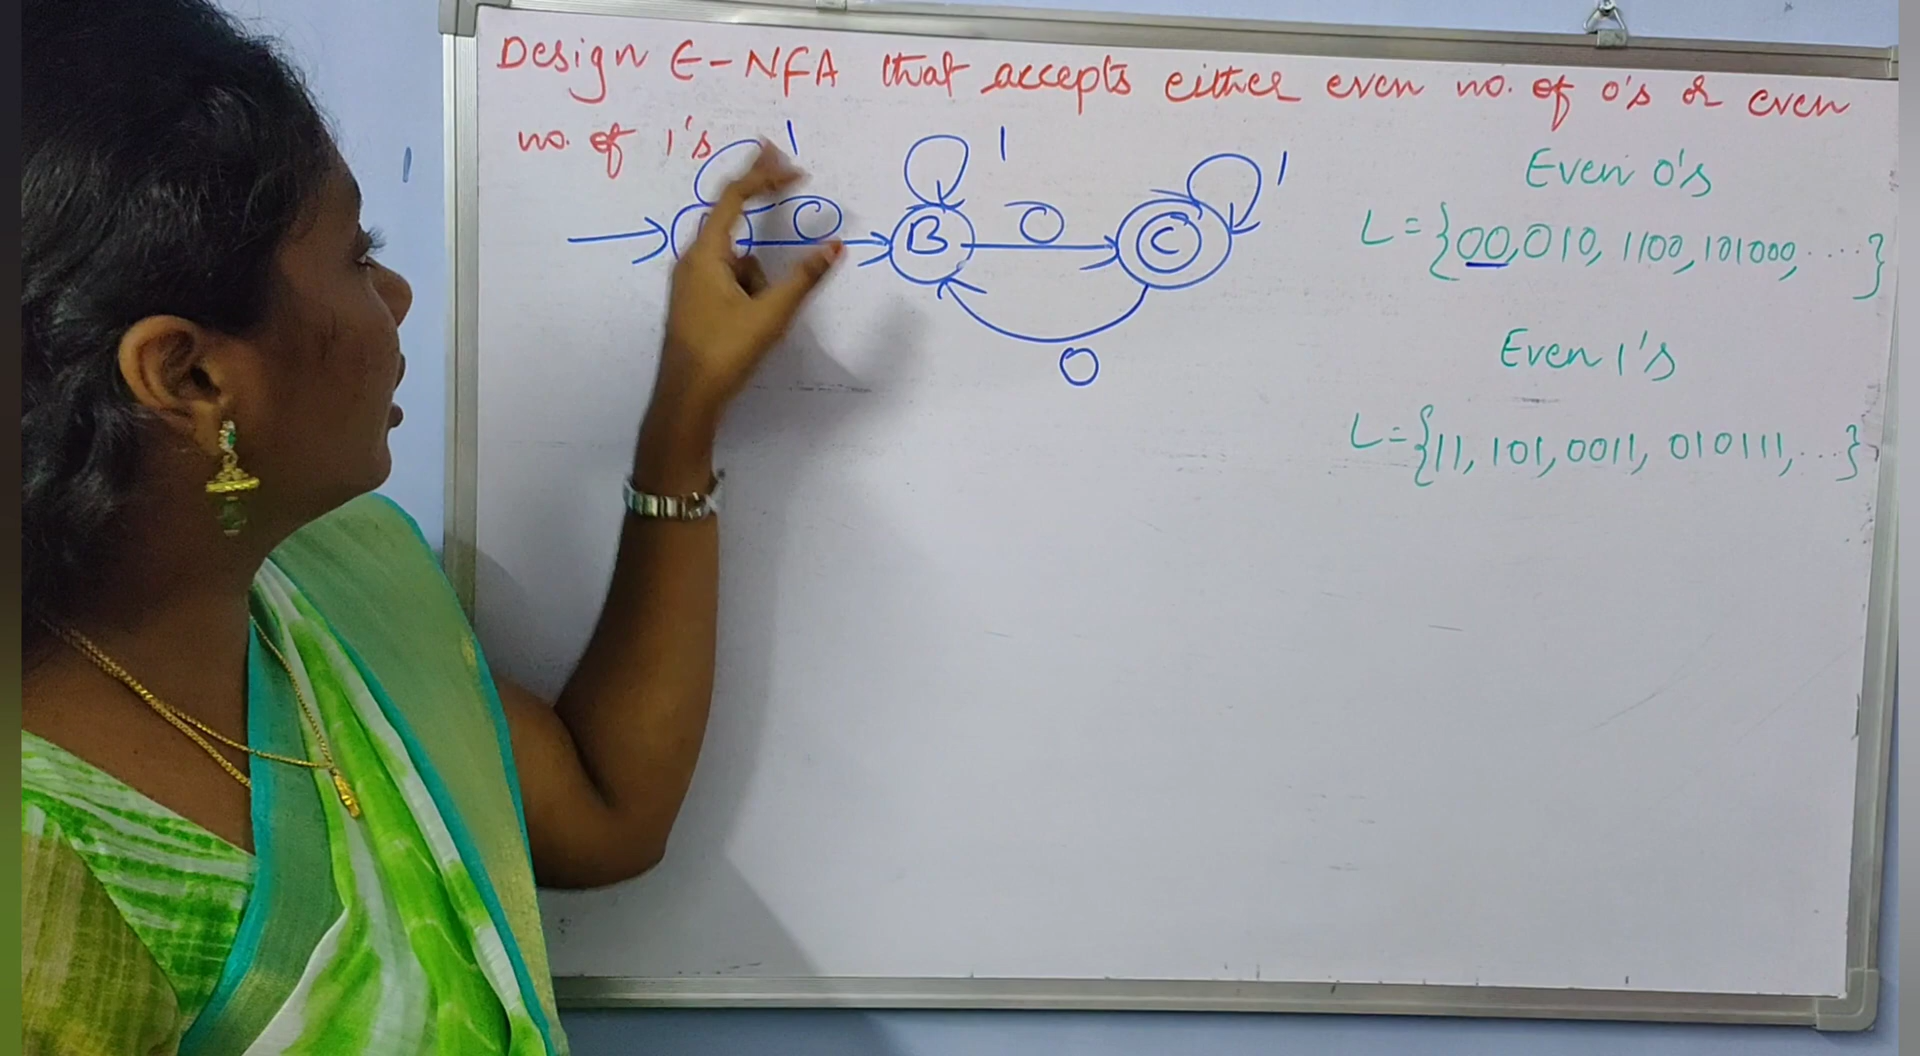 Design ε-NFA that accepts either even no. of 0's or even
no. of 1's
1 1 1
Even 0's
0 B 0 C
L={00,010, 1100,101000,....}
0
Even 1's
L={11, 101,0011, 010111,...}